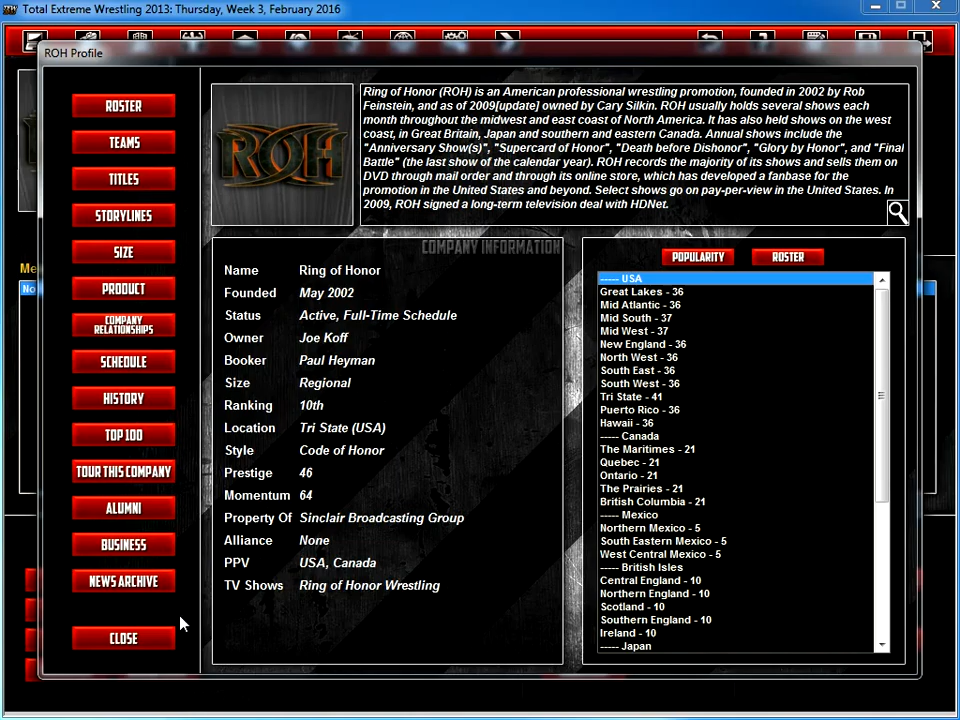 Total Extreme Wrestling 2013: Thursday, Week 3, February 2016
ROH Profile
ROSTER
TEAMS
TITLES
STORYLINES
SIZE
PRODUCT
COMPANY
RELATIONSHIPS
SCHEDULE
HISTORY
TOP 100
TOUR THIS COMPANY
ALUMNI
BUSINESS
NEWS ARCHIVE
CLOSE
ROH
Ring of Honor (ROH) is an American professional wrestling promotion, founded in 2002 by Rob
Feinstein, and as of 2009[update] owned by Cary Silkin. ROH usually holds several shows each
month throughout the midwest and east coast of North America. It has also held shows on the west
coast, in Great Britain, Japan and southern and eastern Canada. Annual shows include the
"Anniversary Show(s)", "Supercard of Honor", "Death before Dishonor", "Glory by Honor", and "Final
Battle" (the last show of the calendar year). ROH records the majority of its shows and sells them on
DVD through mail order and through its online store, which has developed a fanbase for the
promotion in the United States and beyond. Select shows go on pay-per-view in the United States. In
2009, ROH signed a long-term television deal with HDNet.
COMPANY INFORMATION
Name Ring of Honor
Founded May 2002
Status Active, Full-Time Schedule
Owner Joe Koff
Booker Paul Heyman
Size Regional
Ranking 10th
Location Tri State (USA)
Style Code of Honor
Prestige 46
Momentum 64
Property Of Sinclair Broadcasting Group
Alliance None
PPV USA, Canada
TV Shows Ring of Honor Wrestling
POPULARITY ROSTER
----- USA
Great Lakes - 36
Mid Atlantic - 36
Mid South - 37
Mid West - 37
New England - 36
North West - 36
South East - 36
South West - 36
Tri State - 41
Puerto Rico - 36
Hawaii - 36
----- Canada
The Maritimes - 21
Quebec - 21
Ontario - 21
The Prairies - 21
British Columbia - 21
----- Mexico
Northern Mexico - 5
South Eastern Mexico - 5
West Central Mexico - 5
----- British Isles
Central England - 10
Northern England - 10
Scotland - 10
Southern England - 10
Ireland - 10
----- Japan
Me
No